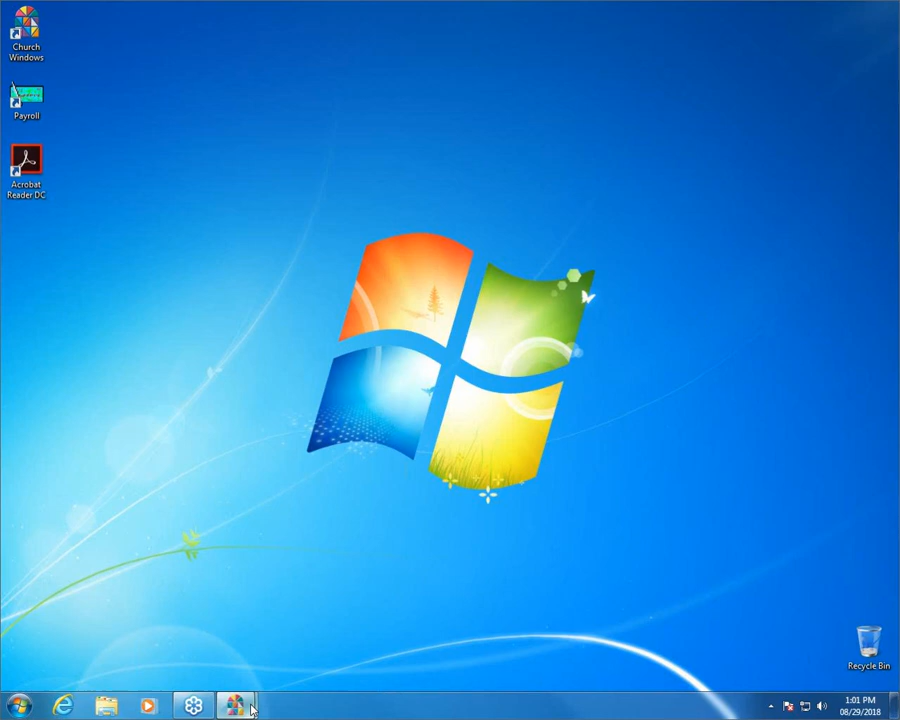 Church
Windows
Payroll
Acrobat
Reader DC
Recycle Bin
1:01 PM
08/29/2018